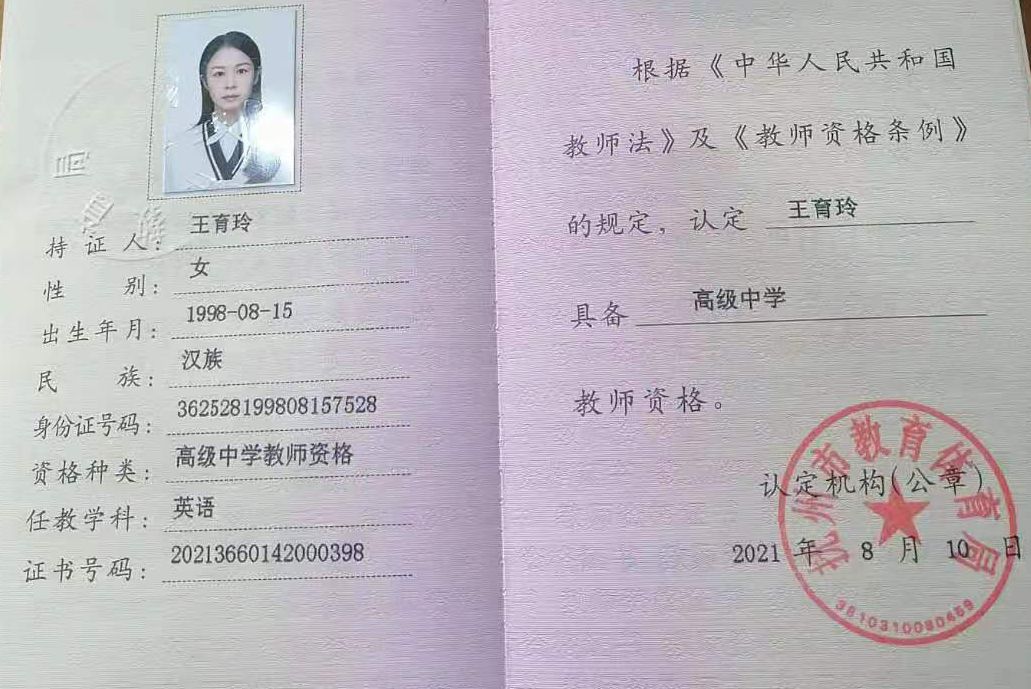 持证人：王育玲
性别：女
出生年月：1998-08-15
民族：汉族
身份证号码：362528199808157528
资格种类：高级中学教师资格
任教学科：英语
证书号码：20213660142000398
根据《中华人民共和国
教师法》及《教师资格条例》
的规定，认定 王育玲
具备 高级中学
教师资格。
认定机构(公章)
2021 年 8 月 10 日
州市教育体育局